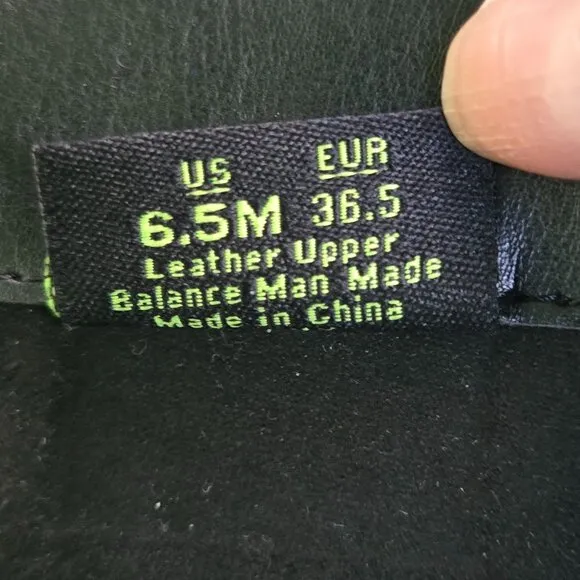 US EUR
6.5M 36.5
Leather Upper
Balance Man Made
Made in China